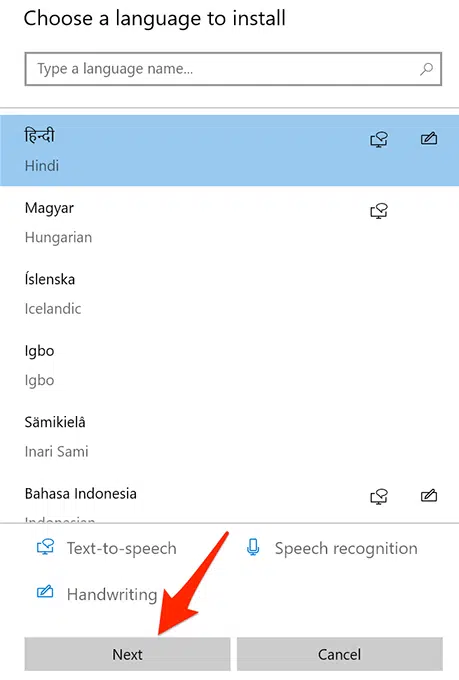 Choose a language to install
Type a language name...
हिन्दी
Hindi
Magyar
Hungarian
Íslenska
Icelandic
Igbo
Igbo
Sämikielâ
Inari Sami
Bahasa Indonesia
Indonesian
Text-to-speech
Speech recognition
Handwriting
Next
Cancel